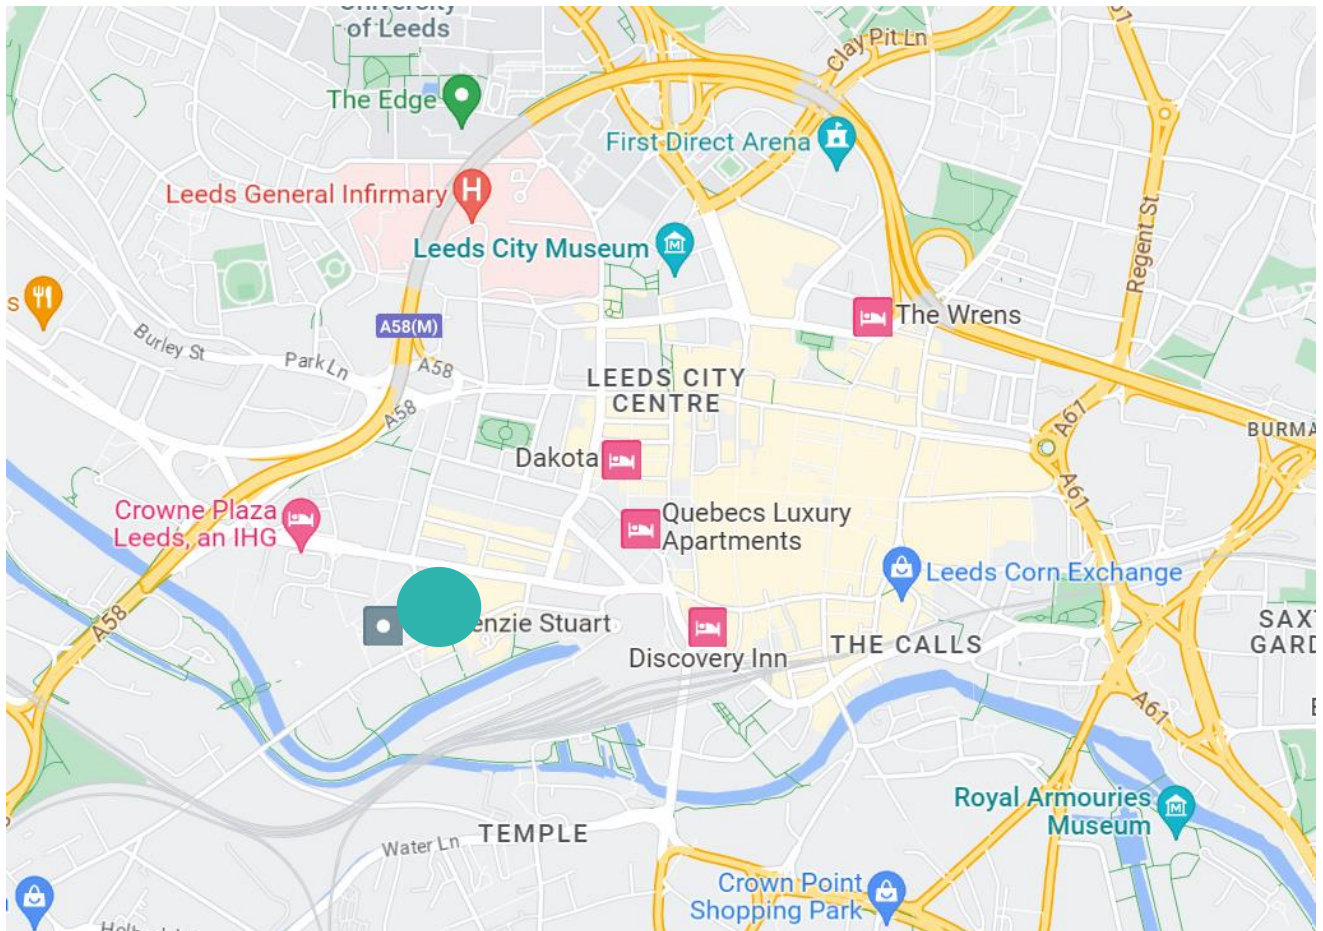 University
of Leeds
Clay Pit Ln
A61
The Edge
First Direct Arena
Leeds General Infirmary
H
Leeds City Museum
M
Regent St
s
The Wrens
A58(M)
Burley St
Park Ln
A58
LEEDS CITY
CENTRE
A58
A61
BURMA
Dakota
A61
Crowne Plaza
Leeds, an IHG
Quebecs Luxury
Apartments
Leeds Corn Exchange
A58
enzie Stuart
SAXT
GARD
Discovery Inn
THE CALLS
A61
Royal Armouries
Museum
M
Water Ln
TEMPLE
Crown Point
Shopping Park